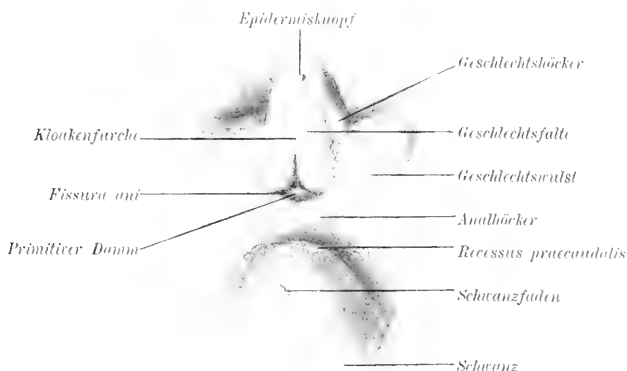 Epidermisknopf
Geschlechtshöcker
Kloakenfurche
Geschlechtsfalte
Geschlechtswulst
Fissura ani
Analhöcker
Primitiver Damm
Recessus praecaudalis
Schwanzfaden
Schwanz